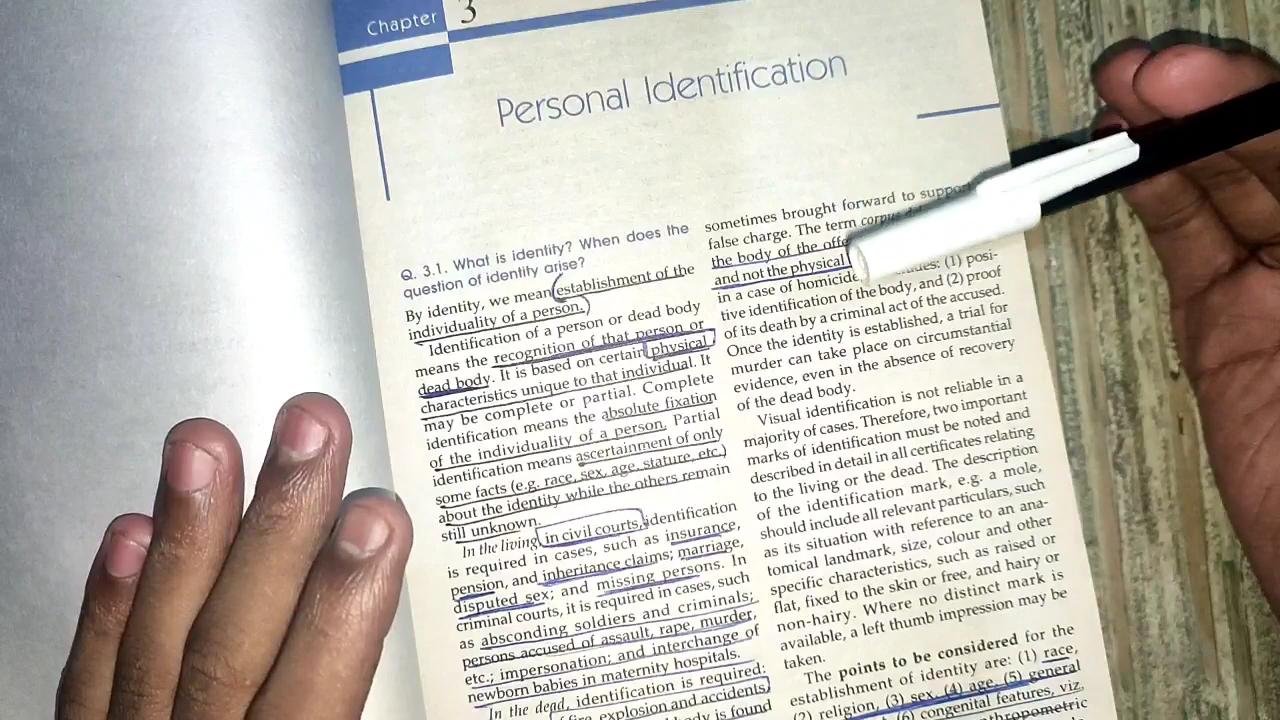 Chapter 3
Personal Identification
Q. 3.1. What is identity? When does the
question of identity arise?
By identity, we mean establishment of the
individuality of a person.
Identification of a person or dead body
means the recognition of that person or
dead body. It is based on certain physical
characteristics unique to that individual. It
may be complete or partial. Complete
identification means the absolute fixation
of the individuality of a person. Partial
identification means ascertainment of only
some facts (e.g. race, sex, age, stature, etc.)
about the identity while the others remain
still unknown.
In the living in civil courts, identification
is required in cases, such as insurance,
pension, and inheritance claims; marriage,
disputed sex; and missing persons. In
criminal courts, it is required in cases, such
as absconding soldiers and criminals;
persons accused of assault, rape, murder,
etc.; impersonation; and interchange of
newborn babies in maternity hospitals.
In the dead, identification is required:
fire, explosion and accidents
body is found
sometimes brought forward to support
false charge. The term corpus
the body of the
and not the physical
in a case of homicide (1) posi-
tive identification of the body, and (2) proof
of its death by a criminal act of the accused.
Once the identity is established, a trial for
murder can take place on circumstantial
evidence, even in the absence of recovery
of the dead body.
Visual identification is not reliable in a
majority of cases. Therefore, two important
marks of identification must be noted and
described in detail in all certificates relating
to the living or the dead. The description
of the identification mark, e.g. a mole,
should include all relevant particulars, such
as its situation with reference to an ana-
tomical landmark, size, colour and other
specific characteristics, such as raised or
flat, fixed to the skin or free, and hairy or
non-hairy. Where no distinct mark is
available, a left thumb impression may be
taken.
The points to be considered for the
establishment of identity are: (1) race,
(2) religion, (3) sex, (4) age, (5) general
(6) congenital features, viz.